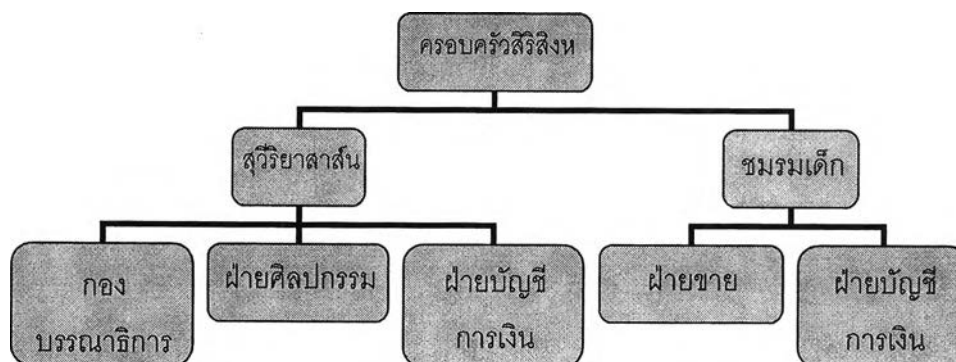 ครอบครัวสิริสิงห
สุวีริยาสาส์น
ชมรมเด็ก
กอง
บรรณาธิการ
ฝ่ายศิลปกรรม
ฝ่ายบัญชี
การเงิน
ฝ่ายขาย
ฝ่ายบัญชี
การเงิน